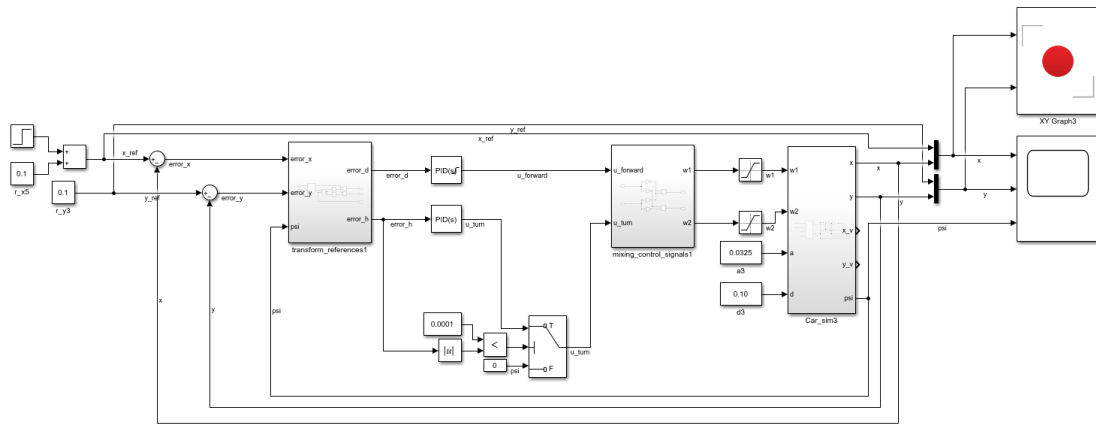 XY Graph3
y_ref
x_ref
x_ref
error_x
error_x
error_d
error_d
PID(s)
u_forward
u_forward
w1
w1
w1
x
x
x
0.1
r_x5
0.1
r_y3
y_ref
error_y
error_y
error_h
error_h
PID(s)
u_turn
u_turn
w2
w2
w2
y
y
y
x_v
y_v
psi
psi
psi
transform_references1
mixing_control_signals1
0.0325
a3
a
0.10
d3
d
psi
Car_sim3
x
y
psi
0.0001
|u|
<
0
psi
T
F
u_turn